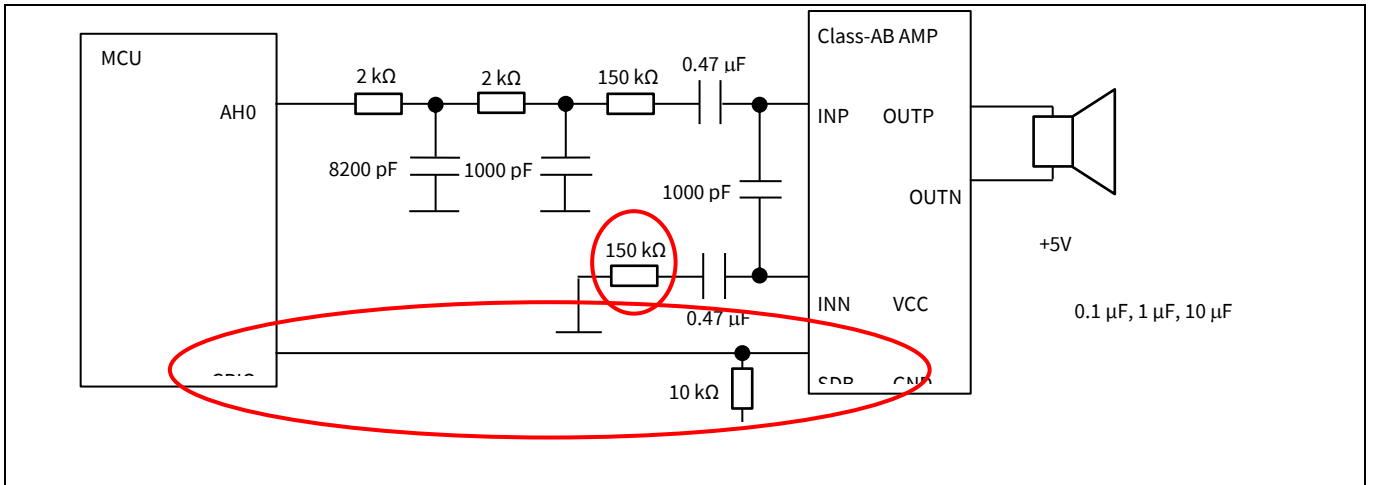 MCU
AH0
2 kΩ
2 kΩ
150 kΩ
0.47 μF
8200 pF
1000 pF
1000 pF
150 kΩ
0.47 μF
10 kΩ
Class-AB AMP
INP OUTP
OUTN
INN VCC
+5V
0.1 μF, 1 μF, 10 μF